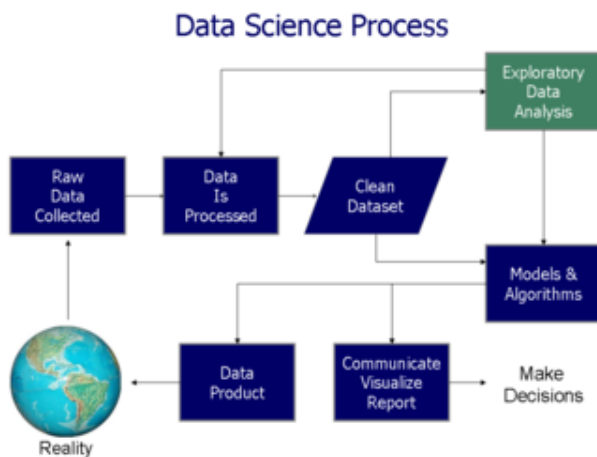 Data Science Process
Exploratory
Data
Analysis
Raw
Data
Collected
Data
Is
Processed
Clean
Dataset
Models &
Algorithms
Data
Product
Communicate
Visualize
Report
Make
Decisions
Reality